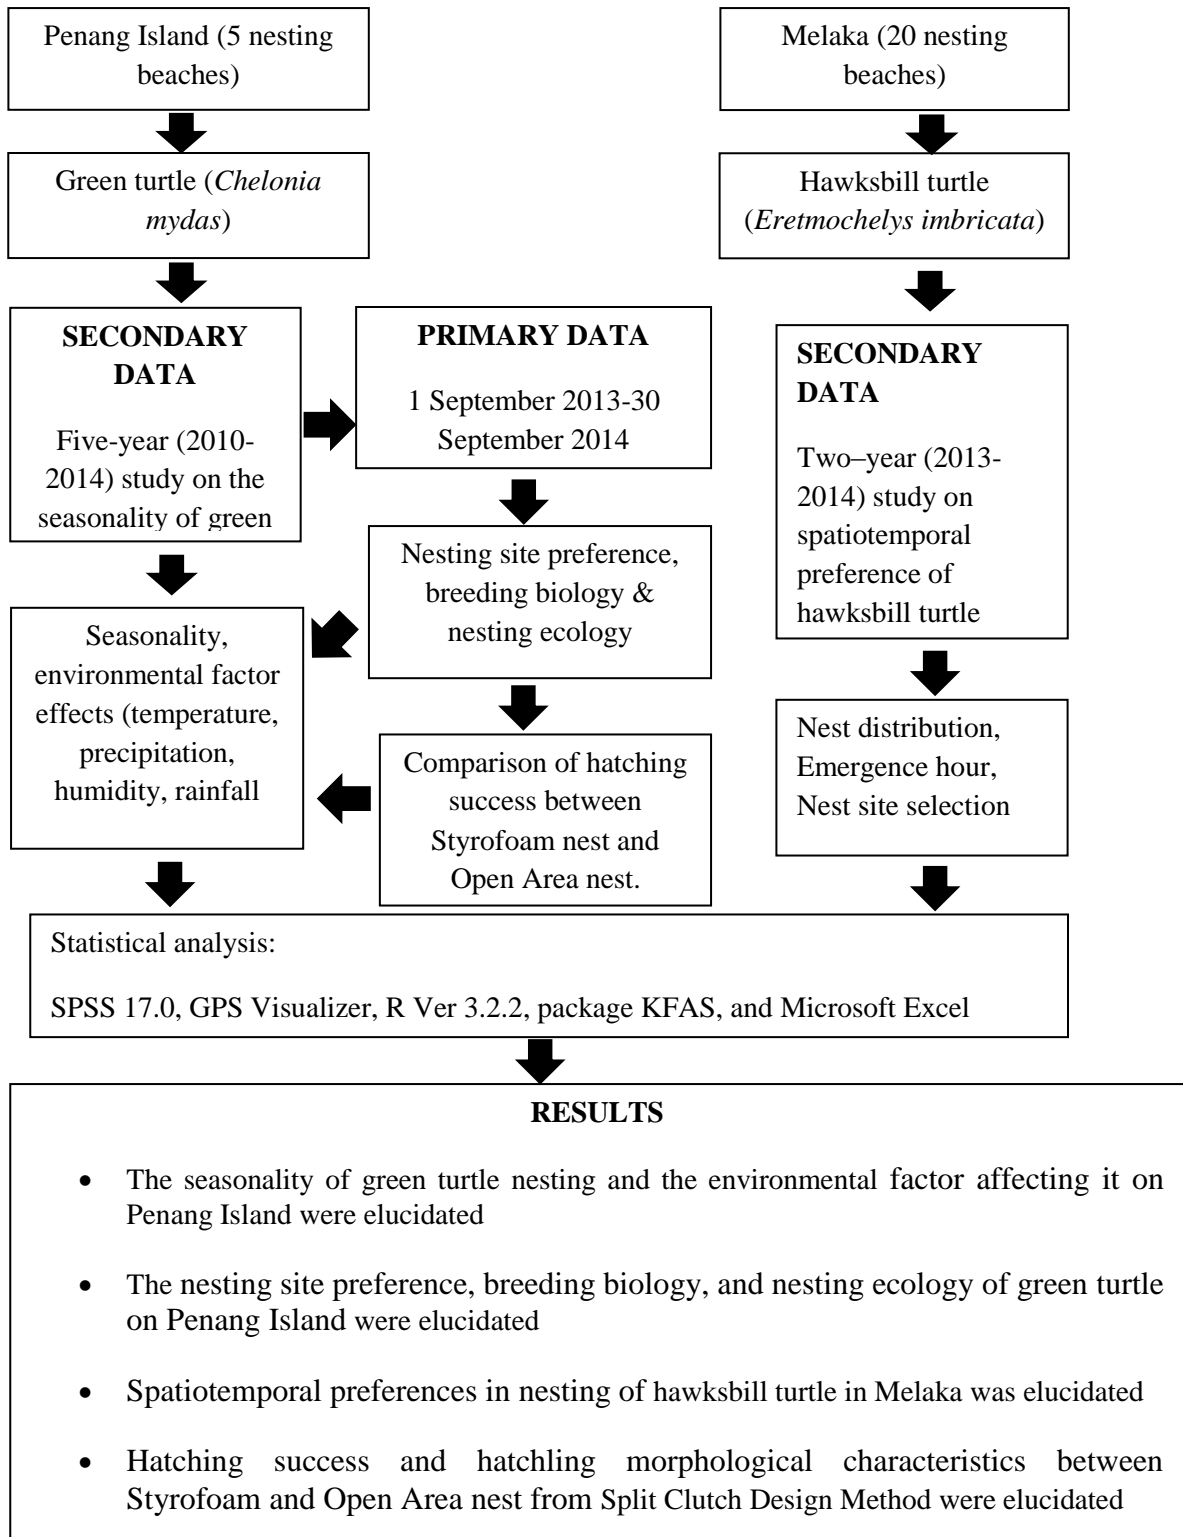 Penang Island (5 nesting
beaches)
Melaka (20 nesting
beaches)
Green turtle (Chelonia
mydas)
Hawksbill turtle
(Eretmochelys imbricata)
SECONDARY
DATA
Five-year (2010-
2014) study on the
seasonality of green
PRIMARY DATA
1 September 2013-30
September 2014
SECONDARY
DATA
Two–year (2013-
2014) study on
spatiotemporal
preference of
hawksbill turtle
Nesting site preference,
breeding biology &
nesting ecology
Seasonality,
environmental factor
effects (temperature,
precipitation,
humidity, rainfall
Comparison of hatching
success between
Styrofoam nest and
Open Area nest.
Nest distribution,
Emergence hour,
Nest site selection
Statistical analysis:
SPSS 17.0, GPS Visualizer, R Ver 3.2.2, package KFAS, and Microsoft Excel
RESULTS
• The seasonality of green turtle nesting and the environmental factor affecting it on
Penang Island were elucidated
• The nesting site preference, breeding biology, and nesting ecology of green turtle
on Penang Island were elucidated
• Spatiotemporal preferences in nesting of hawksbill turtle in Melaka was elucidated
• Hatching success and hatchling morphological characteristics between
Styrofoam and Open Area nest from Split Clutch Design Method were elucidated